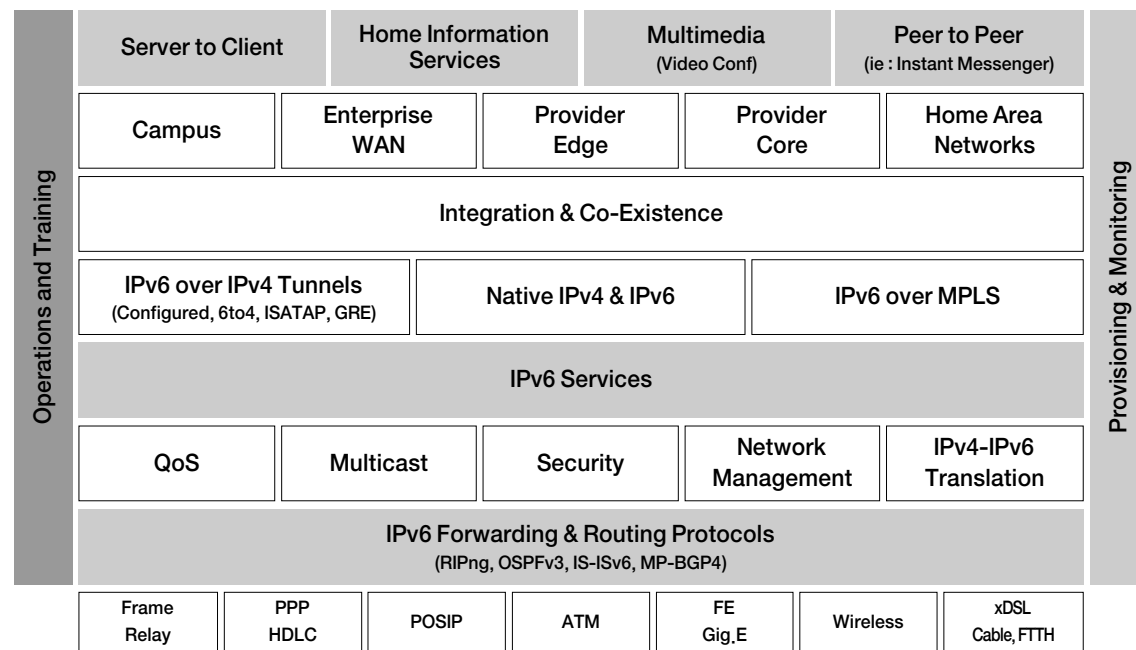 Operations and Training
Server to Client
Home Information
Services
Multimedia
(Video Conf)
Peer to Peer
(ie : Instant Messenger)
Campus
Enterprise
WAN
Provider
Edge
Provider
Core
Home Area
Networks
Integration & Co-Existence
IPv6 over IPv4 Tunnels
(Configured, 6to4, ISATAP, GRE)
Native IPv4 & IPv6
IPv6 over MPLS
IPv6 Services
QoS
Multicast
Security
Network
Management
IPv4-IPv6
Translation
IPv6 Forwarding & Routing Protocols
(RIPng, OSPFv3, IS-ISv6, MP-BGP4)
Frame
Relay
PPP
HDLC
POSIP
ATM
FE
Gig.E
Wireless
xDSL
Cable, FTTH
Provisioning & Monitoring